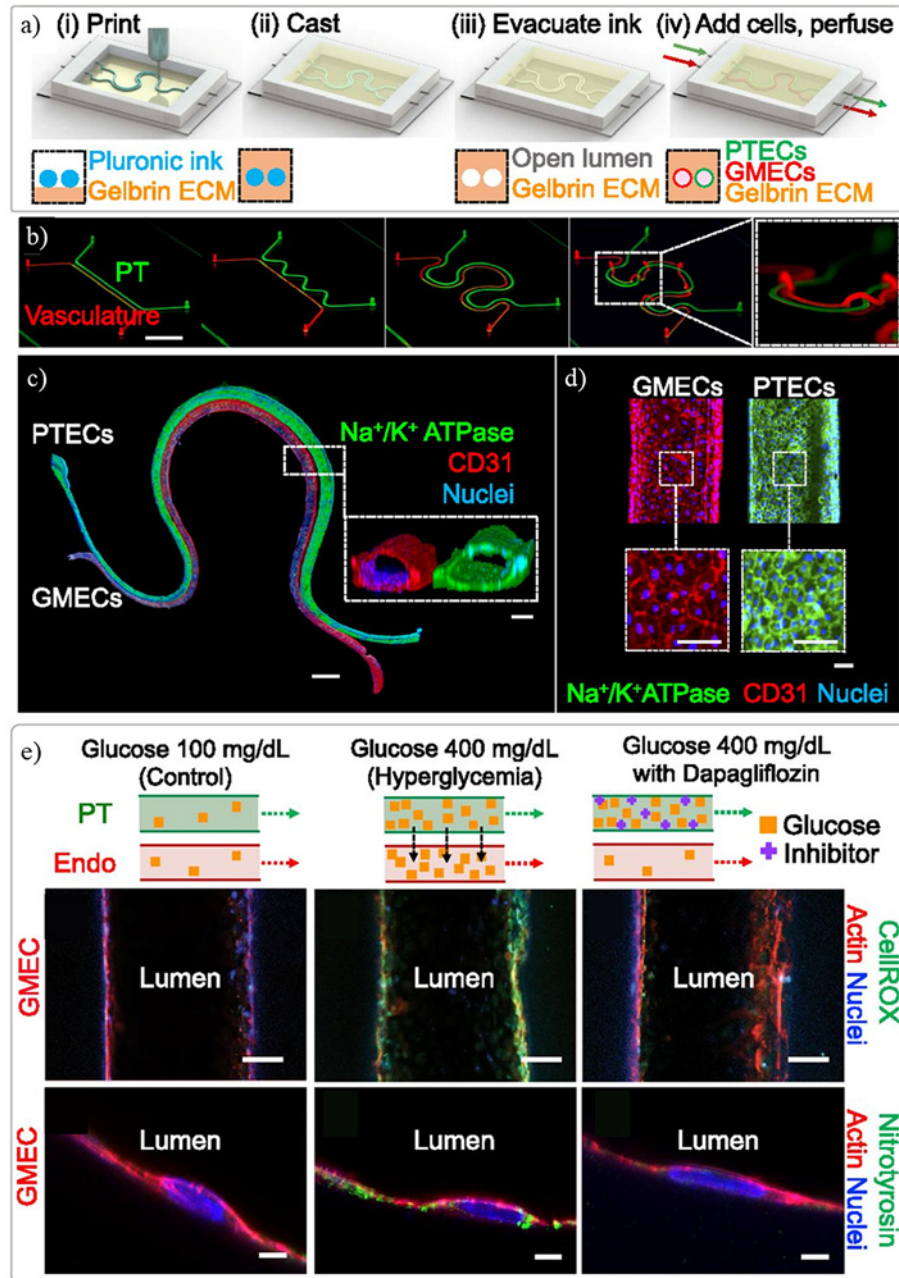 a)
(i) Print
(ii) Cast
(iii) Evacuate ink
(iv) Add cells, perfuse
Pluronic ink
Gelbrin ECM
Open lumen
Gelbrin ECM
PTECs
GMECs
Gelbrin ECM
b)
PT
Vasculature
c)
PTECs
GMECs
Na⁺/K⁺ ATPase
CD31
Nuclei
d)
GMECs
PTECs
Na⁺/K⁺ATPase CD31 Nuclei
e)
Glucose 100 mg/dL
(Control)
Glucose 400 mg/dL
(Hyperglycemia)
Glucose 400 mg/dL
with Dapagliflozin
PT
Endo
Glucose
Inhibitor
GMEC
Lumen
Lumen
Lumen
CellROX
Actin Nuclei
GMEC
Lumen
Lumen
Lumen
Nitrotyrosin
Actin Nuclei